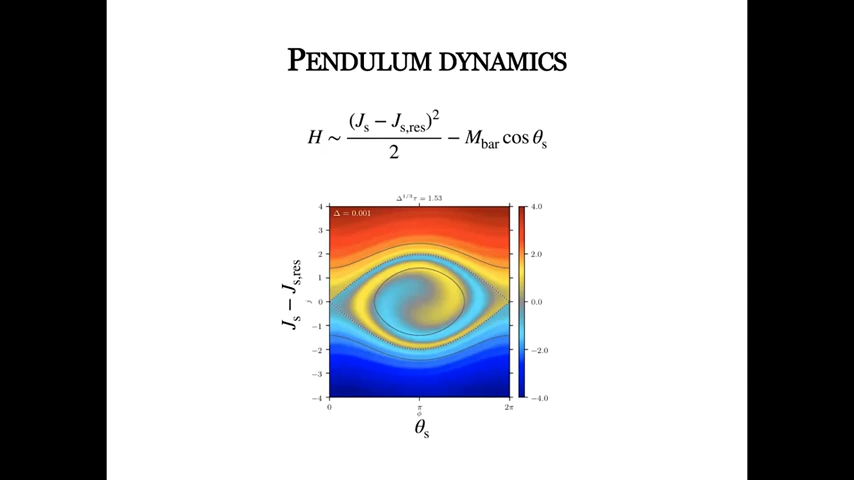 PENDULUM DYNAMICS
H ∼ (J_s − J_s,res)² / 2 − M_bar cos θ_s
Δ^{1/3}τ = 1.53
Δ = 0.001
4
3
2
1
0
−1
−2
−3
−4
J_s − J_s,res
j
0
π
2π
ϕ
θ_s
4.0
2.0
0.0
−2.0
−4.0